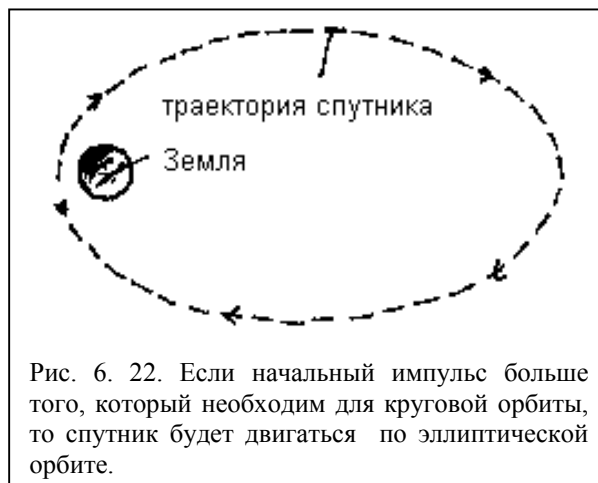 траектория спутника
Земля
Рис. 6. 22. Если начальный импульс больше
того, который необходим для круговой орбиты,
то спутник будет двигаться по эллиптической
орбите.